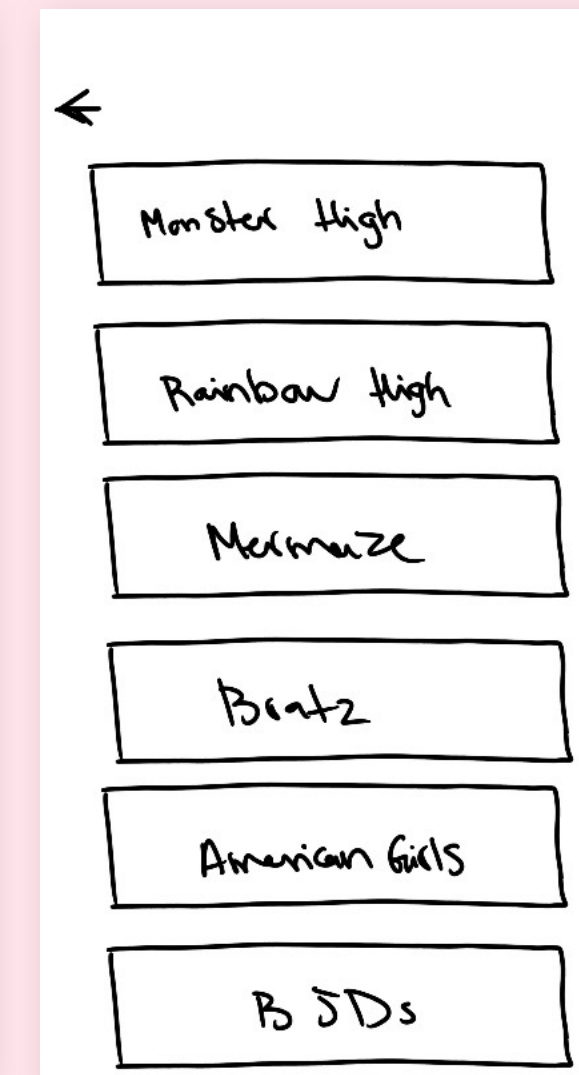 Monster High
Rainbow High
Mermaze
Bratz
American Girls
BJDs